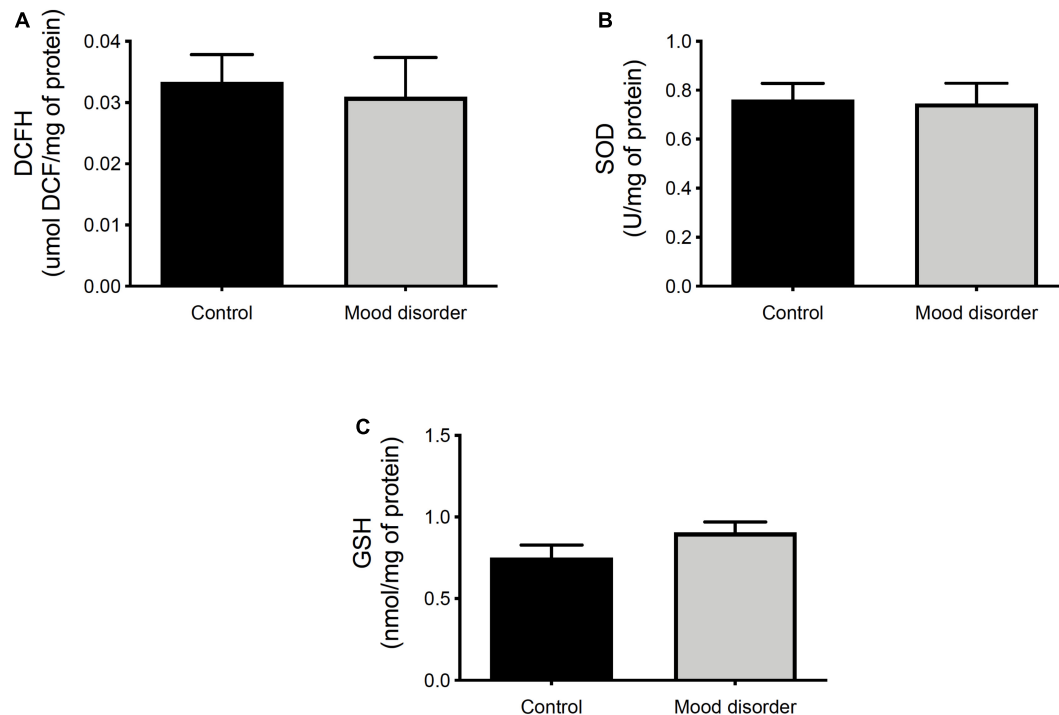 A
DCFH
(umol DCF/mg of protein)
0.04
0.03
0.02
0.01
0.00
Control
Mood disorder
B
SOD
(U/mg of protein)
1.0
0.8
0.6
0.4
0.2
0.0
Control
Mood disorder
C
GSH
(nmol/mg of protein)
1.5
1.0
0.5
0.0
Control
Mood disorder